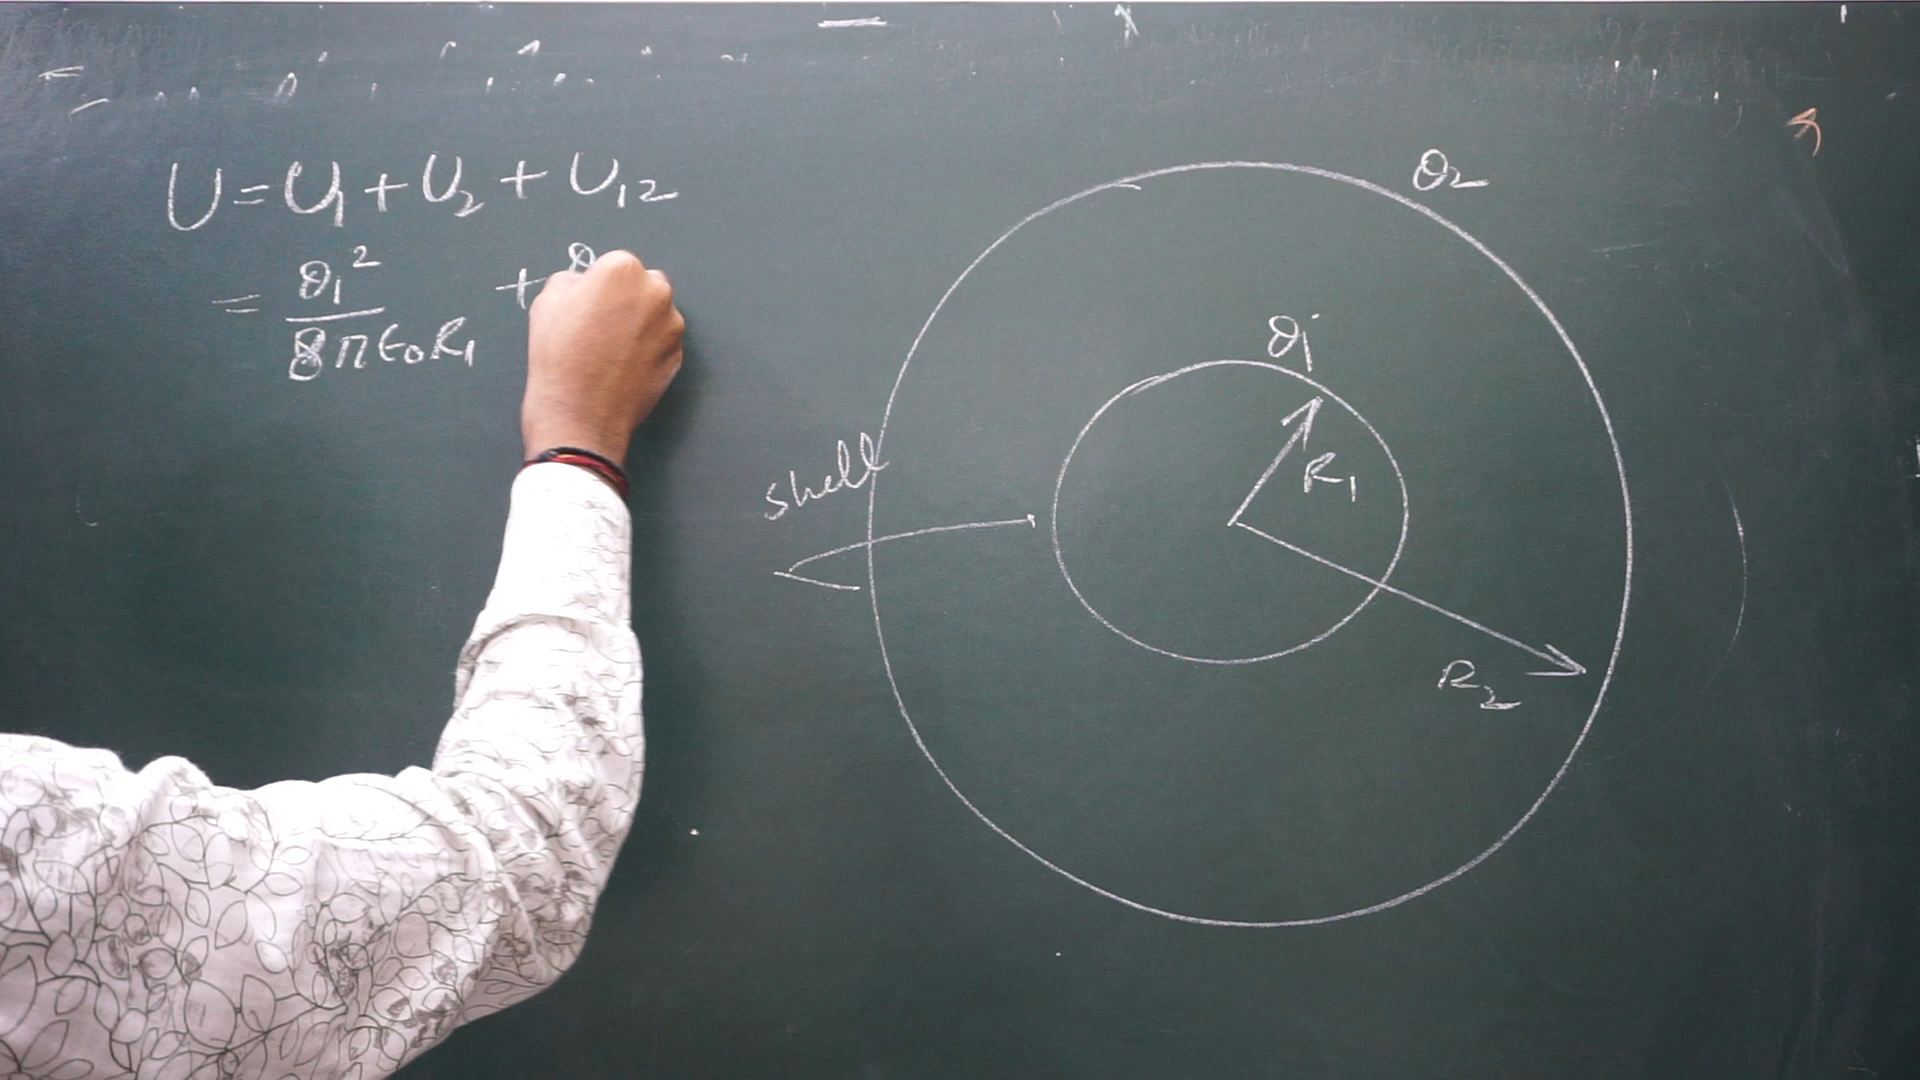 U=U₁+U₂+U₁₂
= Q₁² / 8πε₀R₁ + Q
Q₂
Q₁
R₁
shell
R₂